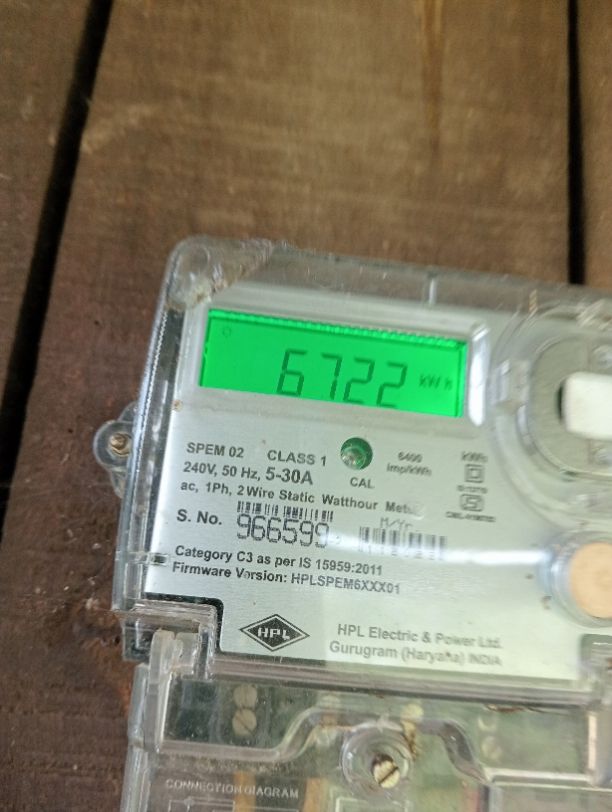 6722 kWh
SPEM 02 CLASS 1
240V, 50 Hz, 5-30A
ac, 1Ph, 2Wire Static Watthour
CAL
6400
imp/kWh
S. No. 966599
M/Yr.
Category C3 as per IS 15959:2011
Firmware Version: HPLSPEM6XXX01
HPL
HPL Electric & Power Ltd.
Gurugram (Haryana) INDIA
CONNECTION DIAGRAM